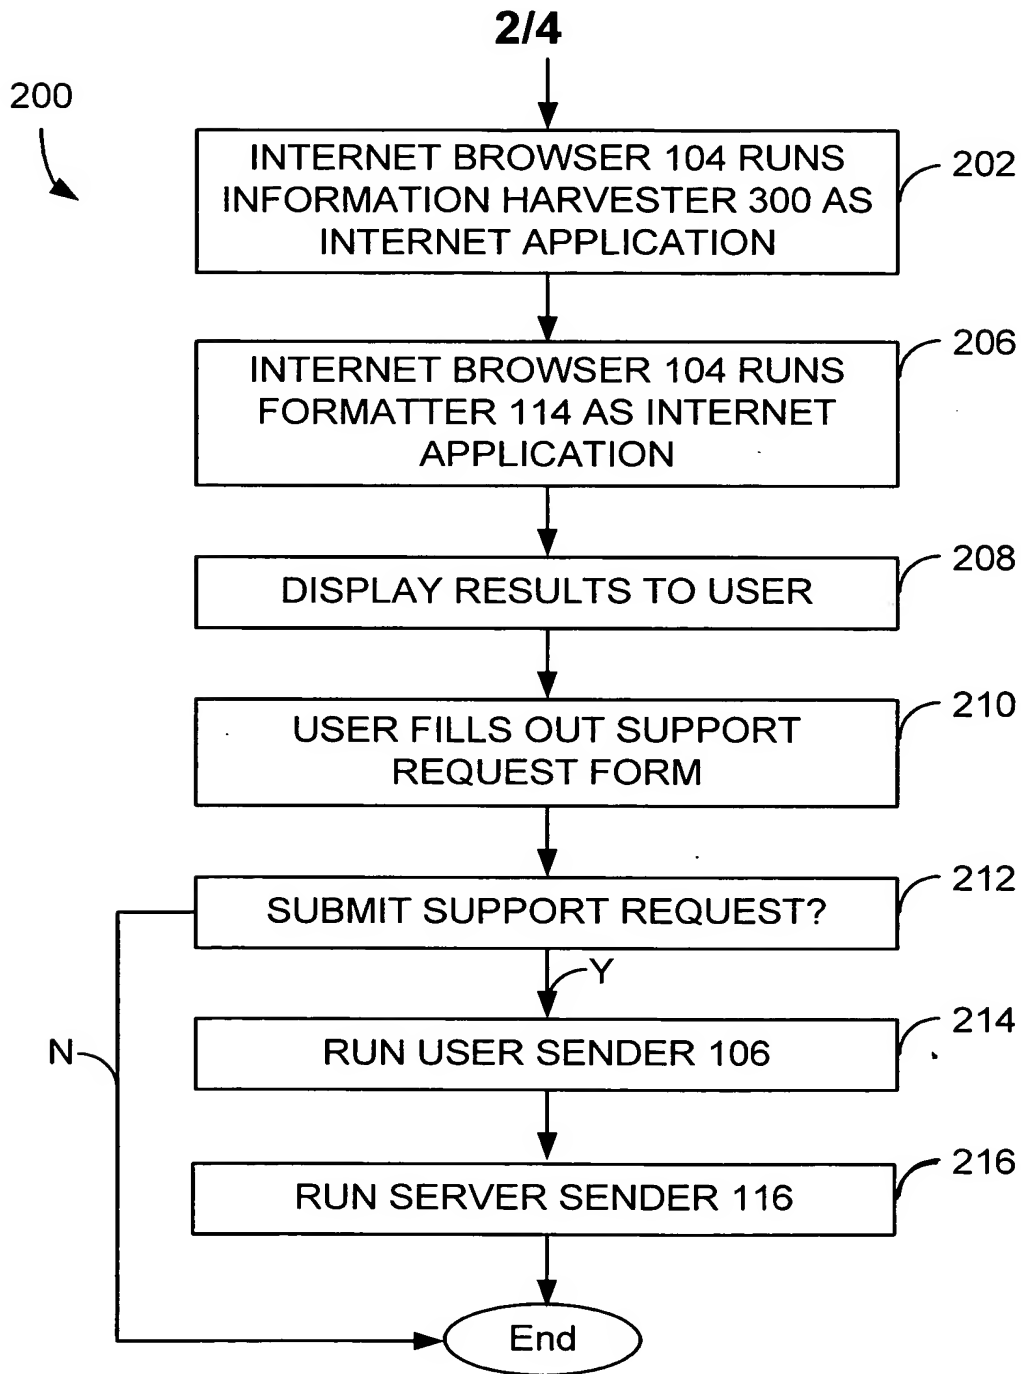 2/4
200
INTERNET BROWSER 104 RUNS
INFORMATION HARVESTER 300 AS
INTERNET APPLICATION
202
INTERNET BROWSER 104 RUNS
FORMATTER 114 AS INTERNET
APPLICATION
206
DISPLAY RESULTS TO USER
208
USER FILLS OUT SUPPORT
REQUEST FORM
210
SUBMIT SUPPORT REQUEST?
212
Y
N
RUN USER SENDER 106
214
RUN SERVER SENDER 116
216
End